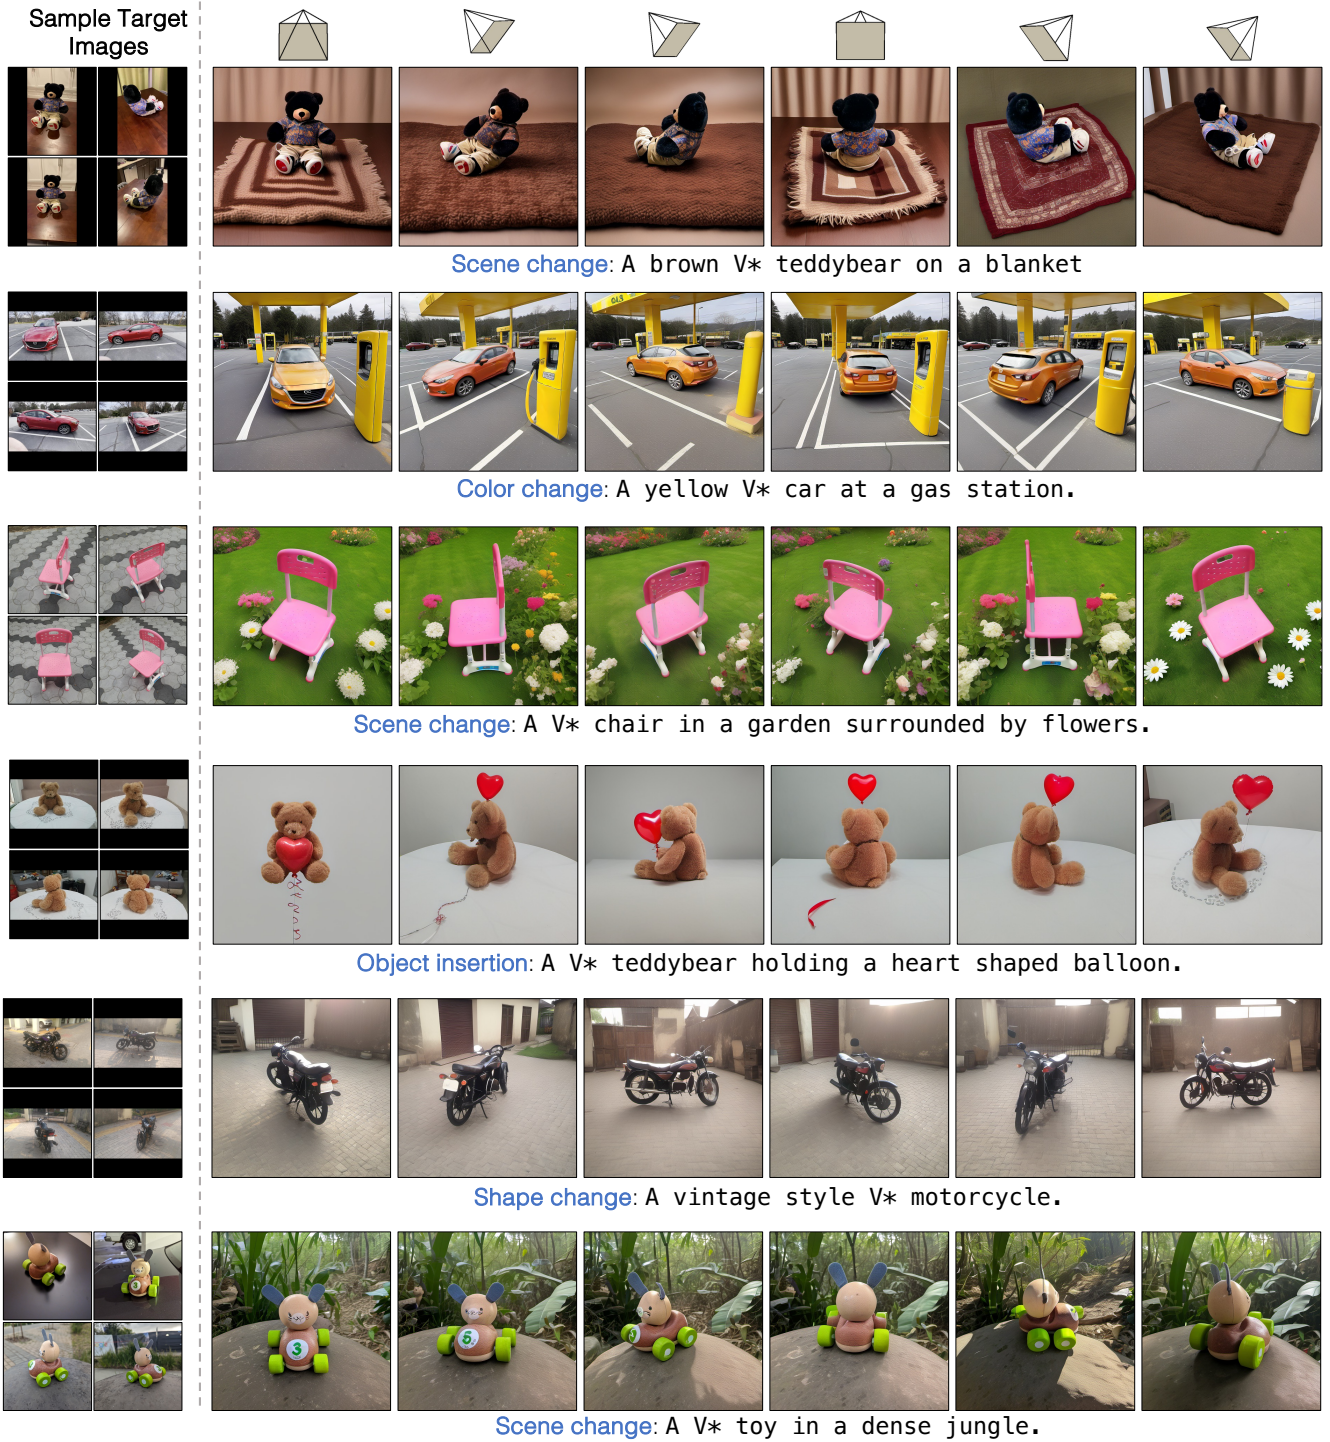 Sample Target
Images
Scene change: A brown V* teddybear on a blanket
Color change: A yellow V* car at a gas station.
Scene change: A V* chair in a garden surrounded by flowers.
Object insertion: A V* teddybear holding a heart shaped balloon.
Shape change: A vintage style V* motorcycle.
3
5
Scene change: A V* toy in a dense jungle.